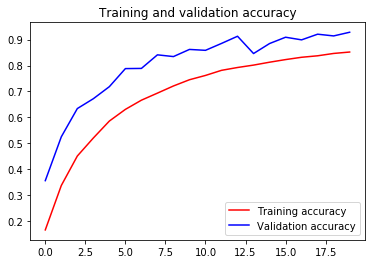 Training and validation accuracy
0.9
0.8
0.7
0.6
0.5
0.4
0.3
0.2
Training accuracy
Validation accuracy
0.0 2.5 5.0 7.5 10.0 12.5 15.0 17.5